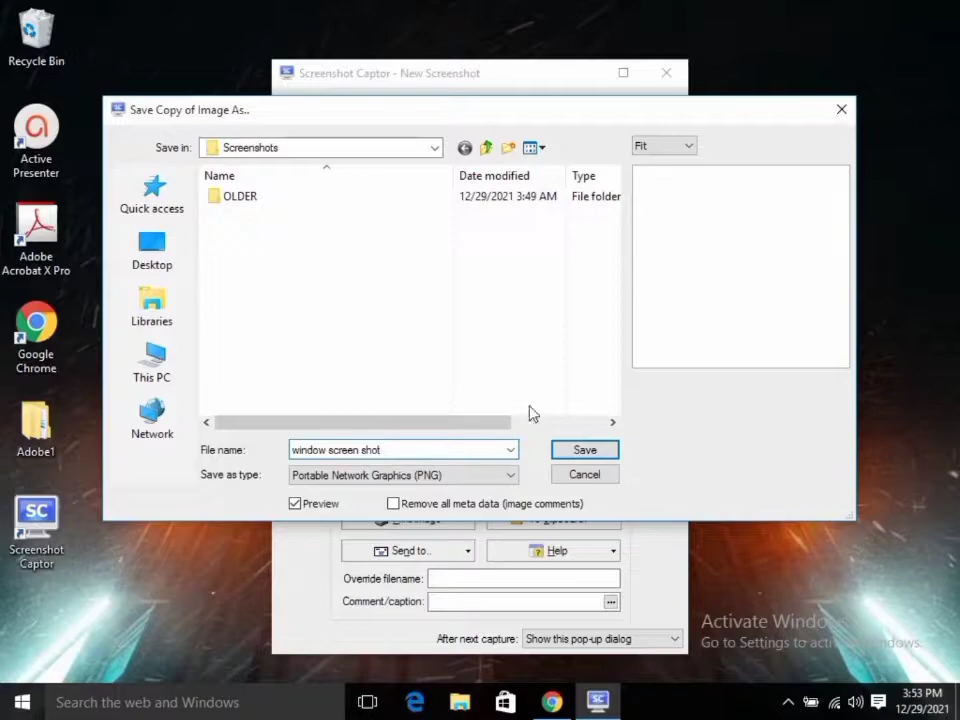 Recycle Bin
Active
Presenter
Adobe
Acrobat X Pro
Google
Chrome
Adobe1
SC
Screenshot
Captor
Screenshot Captor - New Screenshot
Save Copy of Image As..
Save in:
Screenshots
Fit
Name
Date modified
Type
OLDER
12/29/2021 3:49 AM
File folder
Quick access
Desktop
Libraries
This PC
Network
File name:
window screen shot
Save
Save as type:
Portable Network Graphics (PNG)
Cancel
Preview
Remove all meta data (image comments)
Send to..
Help
Override filename:
Comment/caption:
After next capture:
Show this pop-up dialog
Activate Windo
Go to Settings to acti ndows.
Search the web and Windows
SC
3:53 PM
12/29/2021